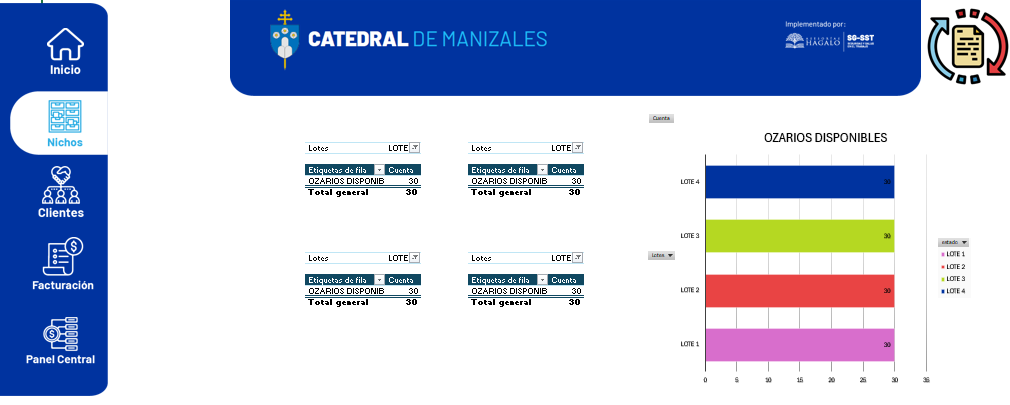 Inicio
Nichos
Clientes
Facturación
Panel Central
CATEDRAL DE MANIZALES
Implementado por:
HÁGALO
SG-SST
Lotes LOTE
Etiquetas de fila Cuenta
OZARIOS DISPONIB 30
Total general 30
Lotes LOTE
Etiquetas de fila Cuenta
OZARIOS DISPONIB 30
Total general 30
Lotes LOTE
Etiquetas de fila Cuenta
OZARIOS DISPONIB 30
Total general 30
Lotes LOTE
Etiquetas de fila Cuenta
OZARIOS DISPONIB 30
Total general 30
Cuenta
OZARIOS DISPONIBLES
LOTE 4 30
LOTE 3 30
Lotes
LOTE 2 30
LOTE 1 30
0 5 10 15 20 25 30 35
estado
LOTE 1
LOTE 2
LOTE 3
LOTE 4